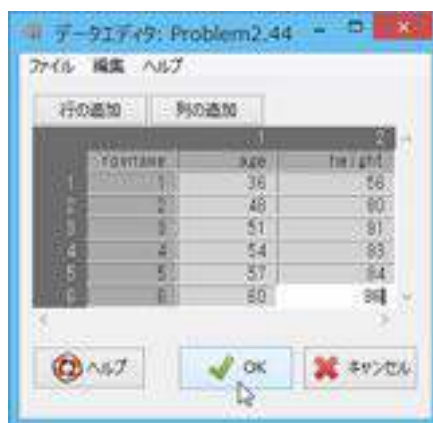 データエディタ: Problem2.44
ファイル 編集 ヘルプ
行の追加 列の追加
1 2
rowname age height
1 1 36 56
2 2 48 80
3 3 51 81
4 4 54 83
5 5 57 84
6 6 60
ヘルプ OK キャンセル